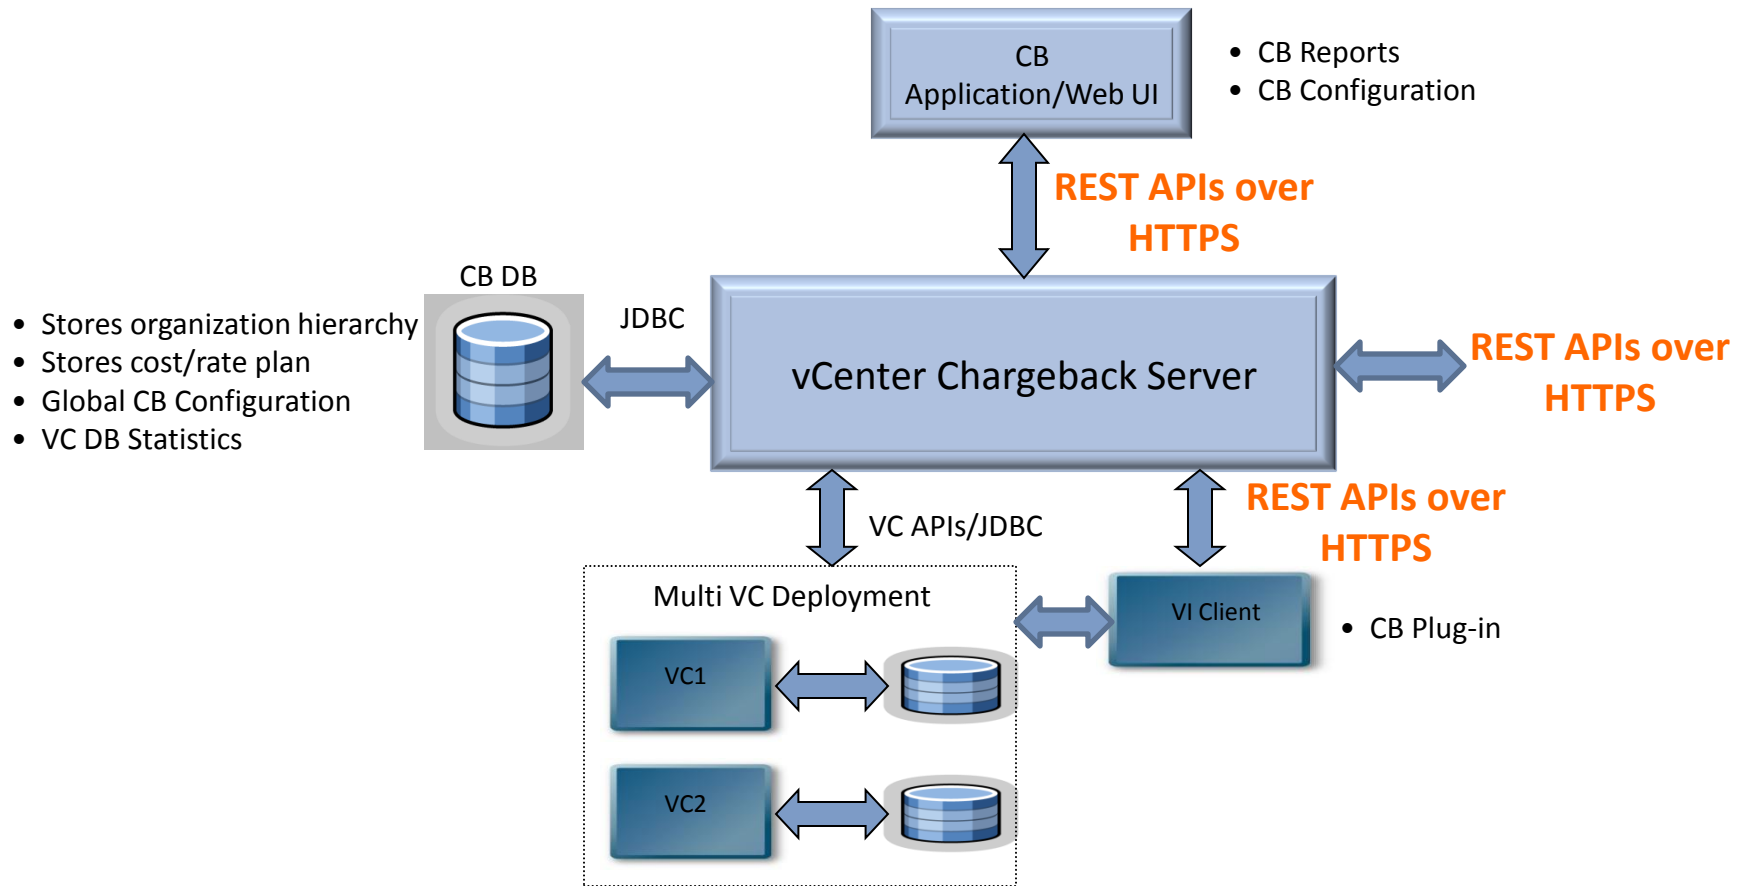 CB
Application/Web UI
• CB Reports
• CB Configuration
REST APIs over
HTTPS
CB DB
• Stores organization hierarchy
• Stores cost/rate plan
• Global CB Configuration
• VC DB Statistics
JDBC
vCenter Chargeback Server
REST APIs over
HTTPS
VC APIs/JDBC
REST APIs over
HTTPS
Multi VC Deployment
VI Client
• CB Plug-in
VC1
VC2